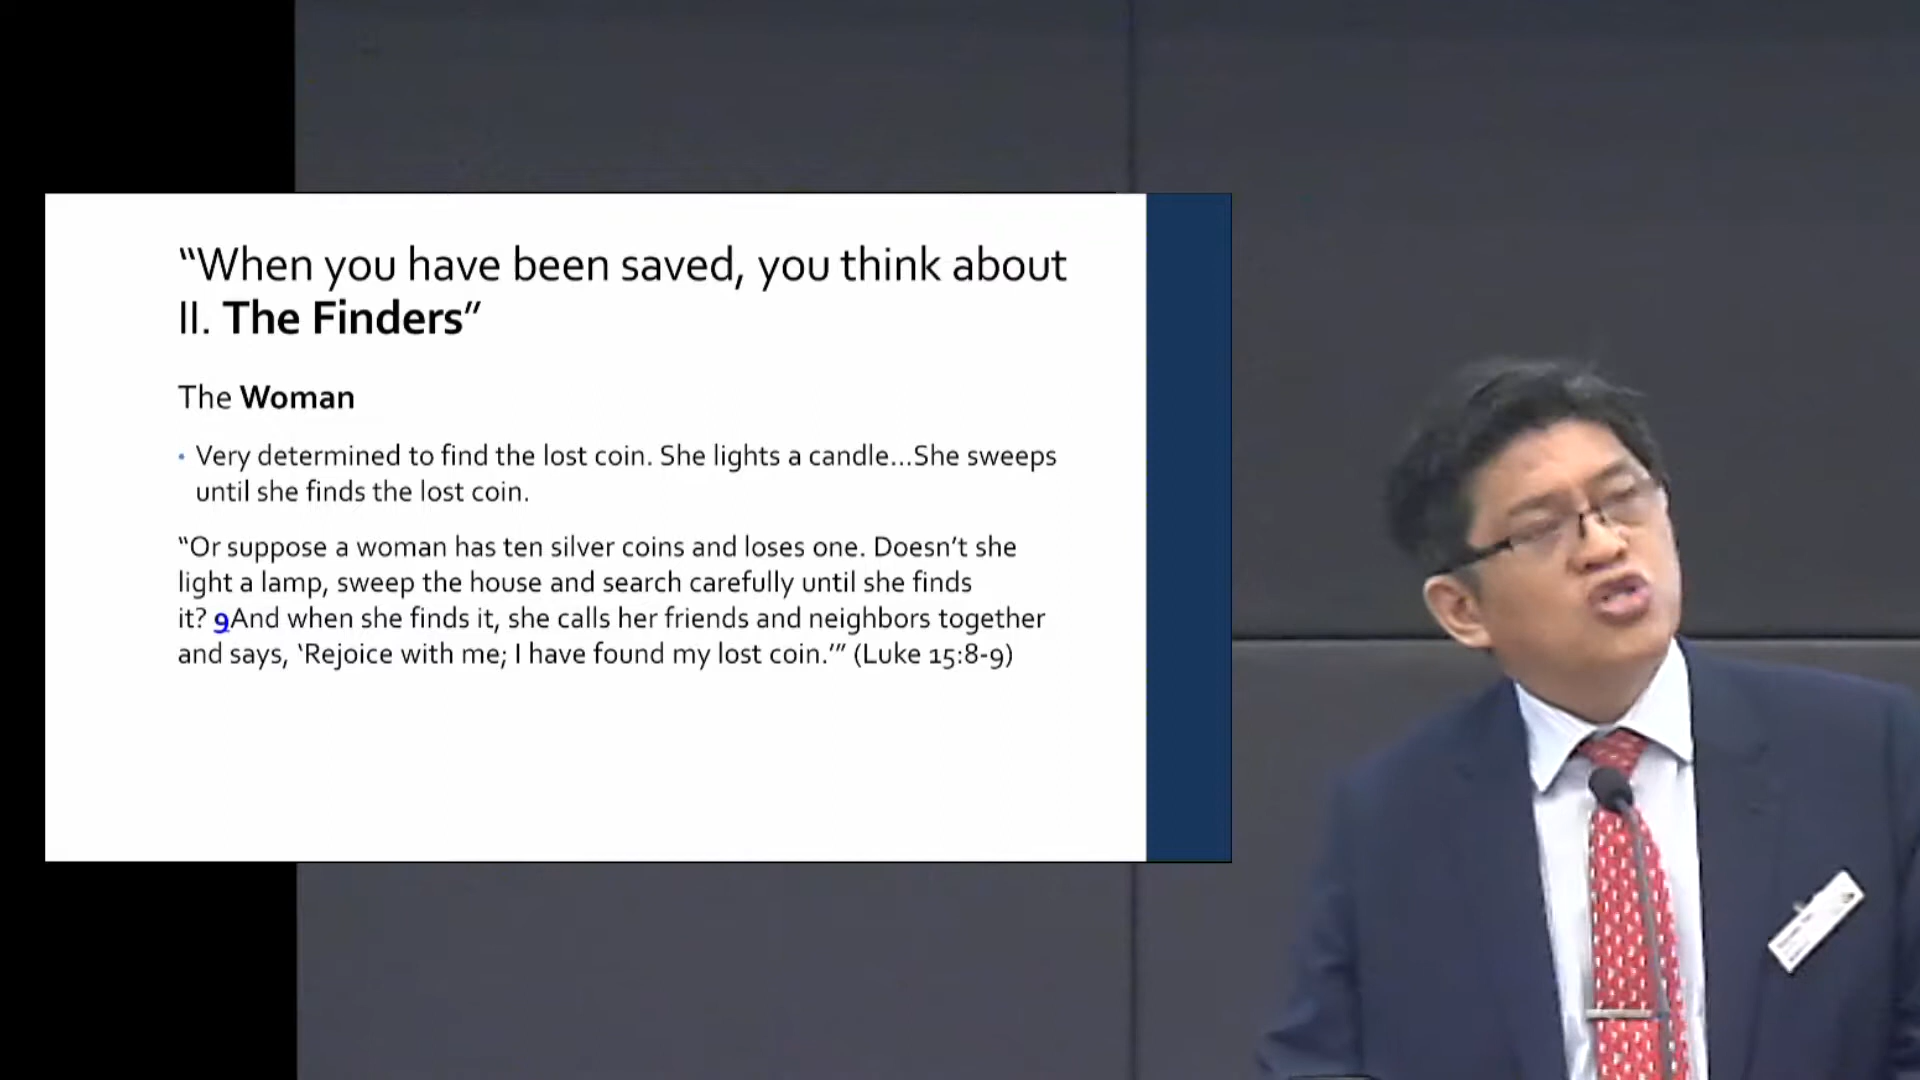 “When you have been saved, you think about
II. The Finders”
The Woman
• Very determined to find the lost coin. She lights a candle...She sweeps
until she finds the lost coin.
“Or suppose a woman has ten silver coins and loses one. Doesn’t she
light a lamp, sweep the house and search carefully until she finds
it? 9And when she finds it, she calls her friends and neighbors together
and says, ‘Rejoice with me; I have found my lost coin.’” (Luke 15:8-9)